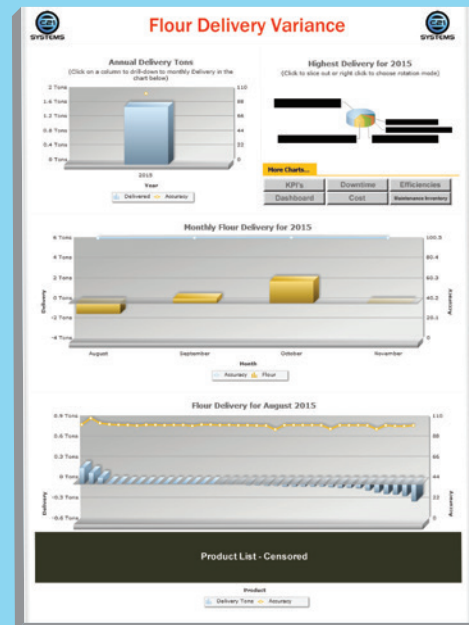 C21
SYSTEMS
Flour Delivery Variance
C21
SYSTEMS
Annual Delivery Tons
(Click on a column to drill-down to monthly Delivery in the
chart below)
2 Tons
1.6 Tons
1.2 Tons
0.8 Tons
0.4 Tons
0 Tons
110
88
66
44
22
0
2015
Year
Delivered
Accuracy
Highest Delivery for 2015
(Click to slice out or right click to choose rotation mode)
More Charts...
KPI's
Downtime
Efficiencies
Dashboard
Cost
Maintenance Inventory
Monthly Flour Delivery for 2015
6 Tons
4 Tons
2 Tons
0 Tons
-2 Tons
-4 Tons
Delivery
100.5
80.4
60.3
40.2
20.1
0
Accuracy
August
September
October
November
Month
Accuracy
Flour
Flour Delivery for August 2015
0.9 Tons
0.6 Tons
0.3 Tons
0 Tons
-0.3 Tons
-0.6 Tons
Delivery
110
88
66
44
22
0
Accuracy
Product List - Censored
Product
Delivery Tons
Accuracy